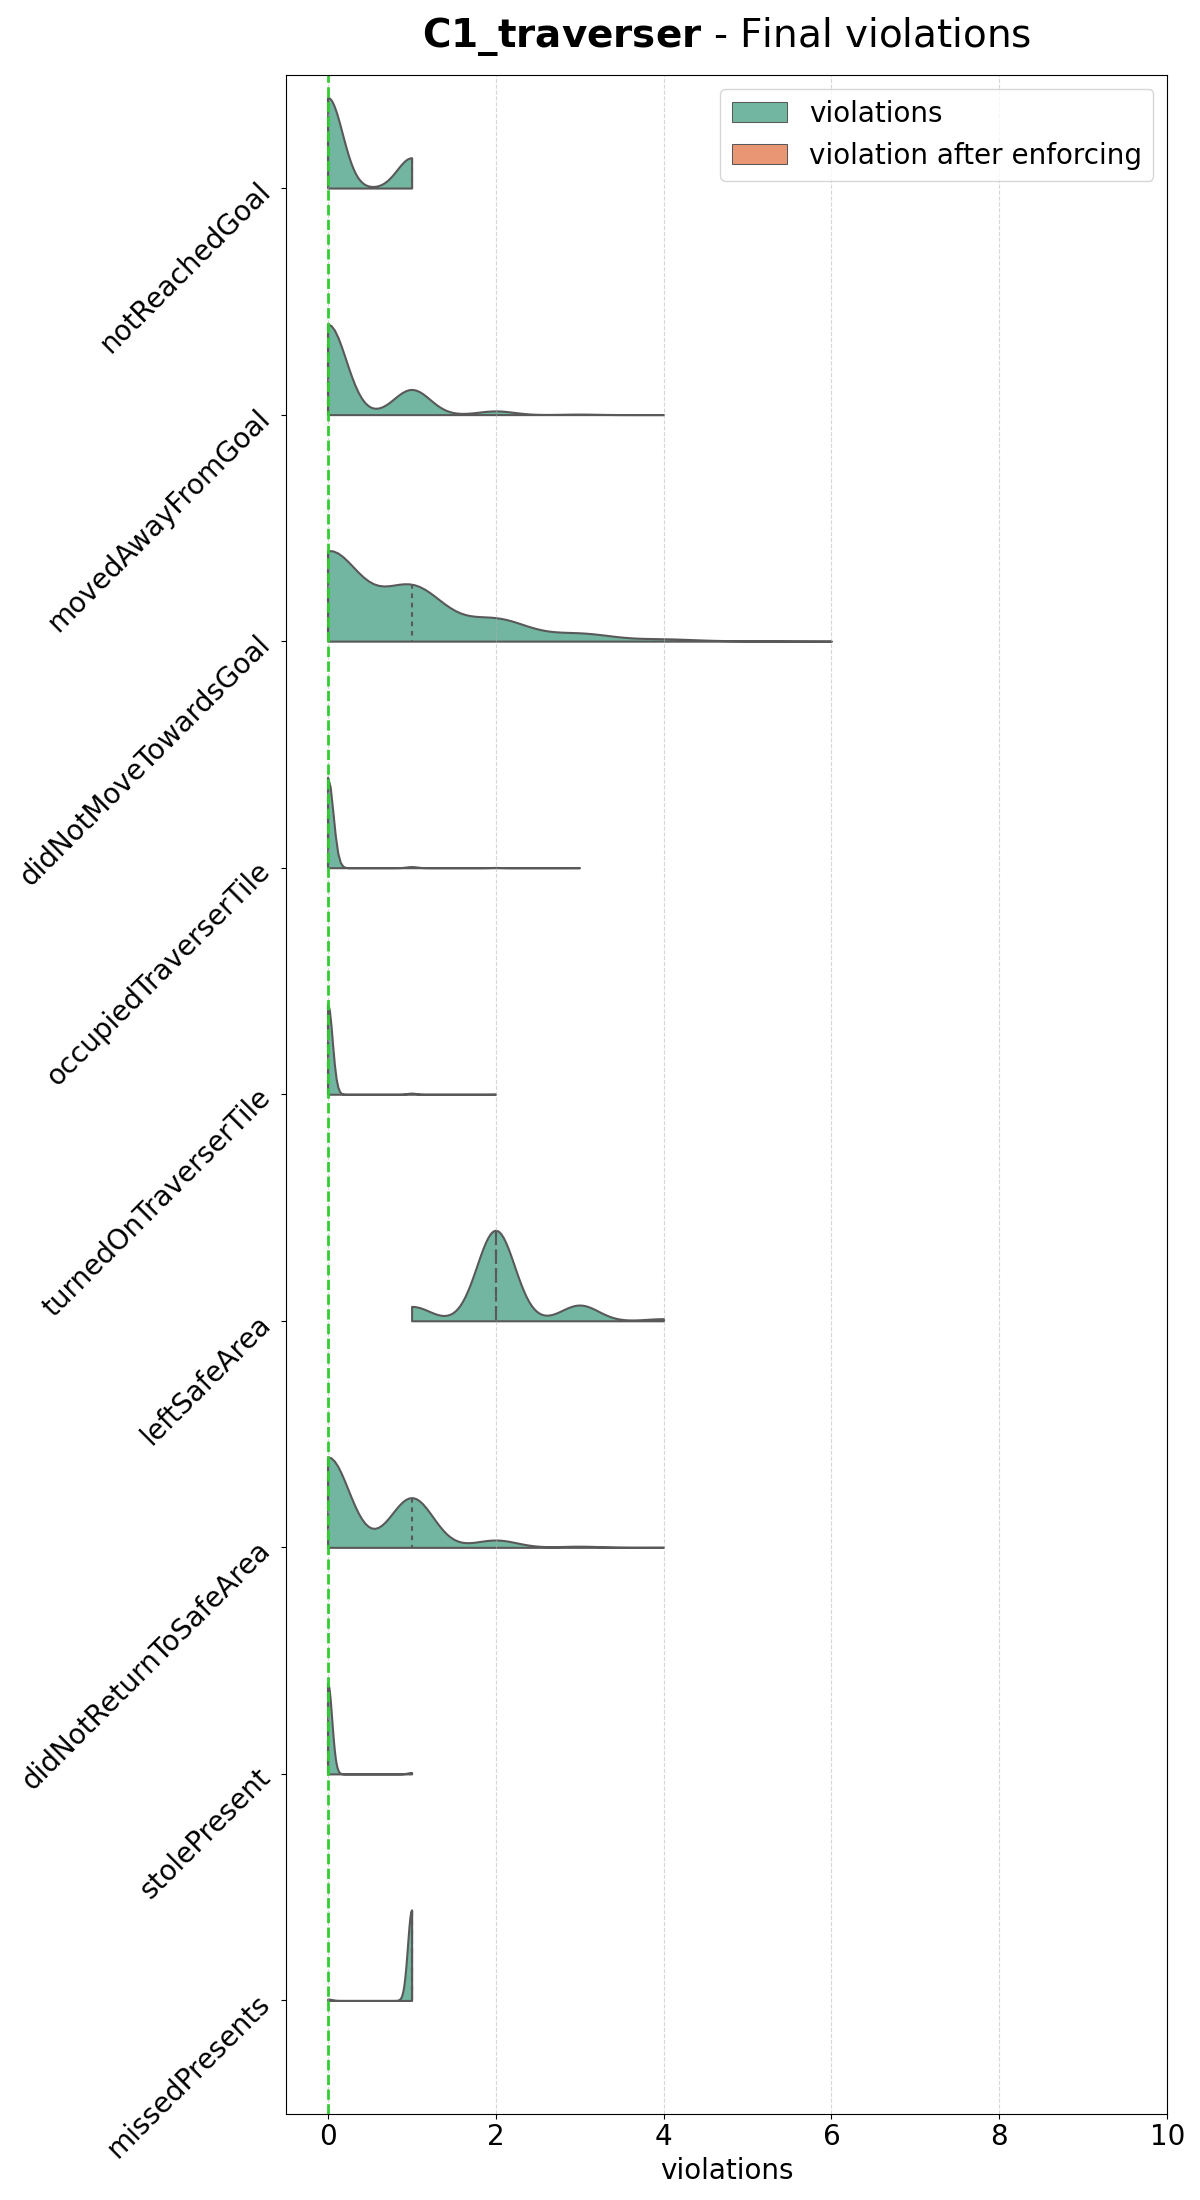 C1_traverser - Final violations
violations
violation after enforcing
notReachedGoal
movedAwayFromGoal
didNotMoveTowardsGoal
occupiedTraverserTile
turnedOnTraverserTile
leftSafeArea
didNotReturnToSafeArea
stolePresent
missedPresents
0 2 4 6 8 10
violations